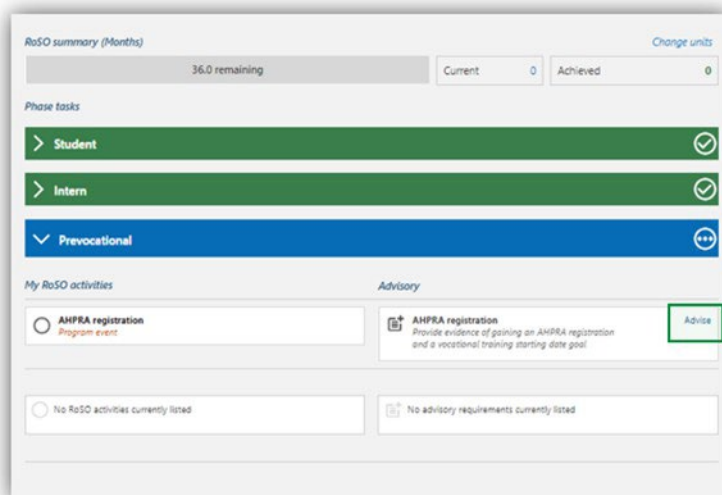 RoSO summary (Months)
Change units
36.0 remaining
Current 0
Achieved 0
Phase tasks
Student
Intern
Prevocational
My RoSO activities
Advisory
AHPRA registration
Program event
AHPRA registration
Advise
Provide evidence of gaining an AHPRA registration
and a vocational training starting date goal
No RoSO activities currently listed
No advisory requirements currently listed